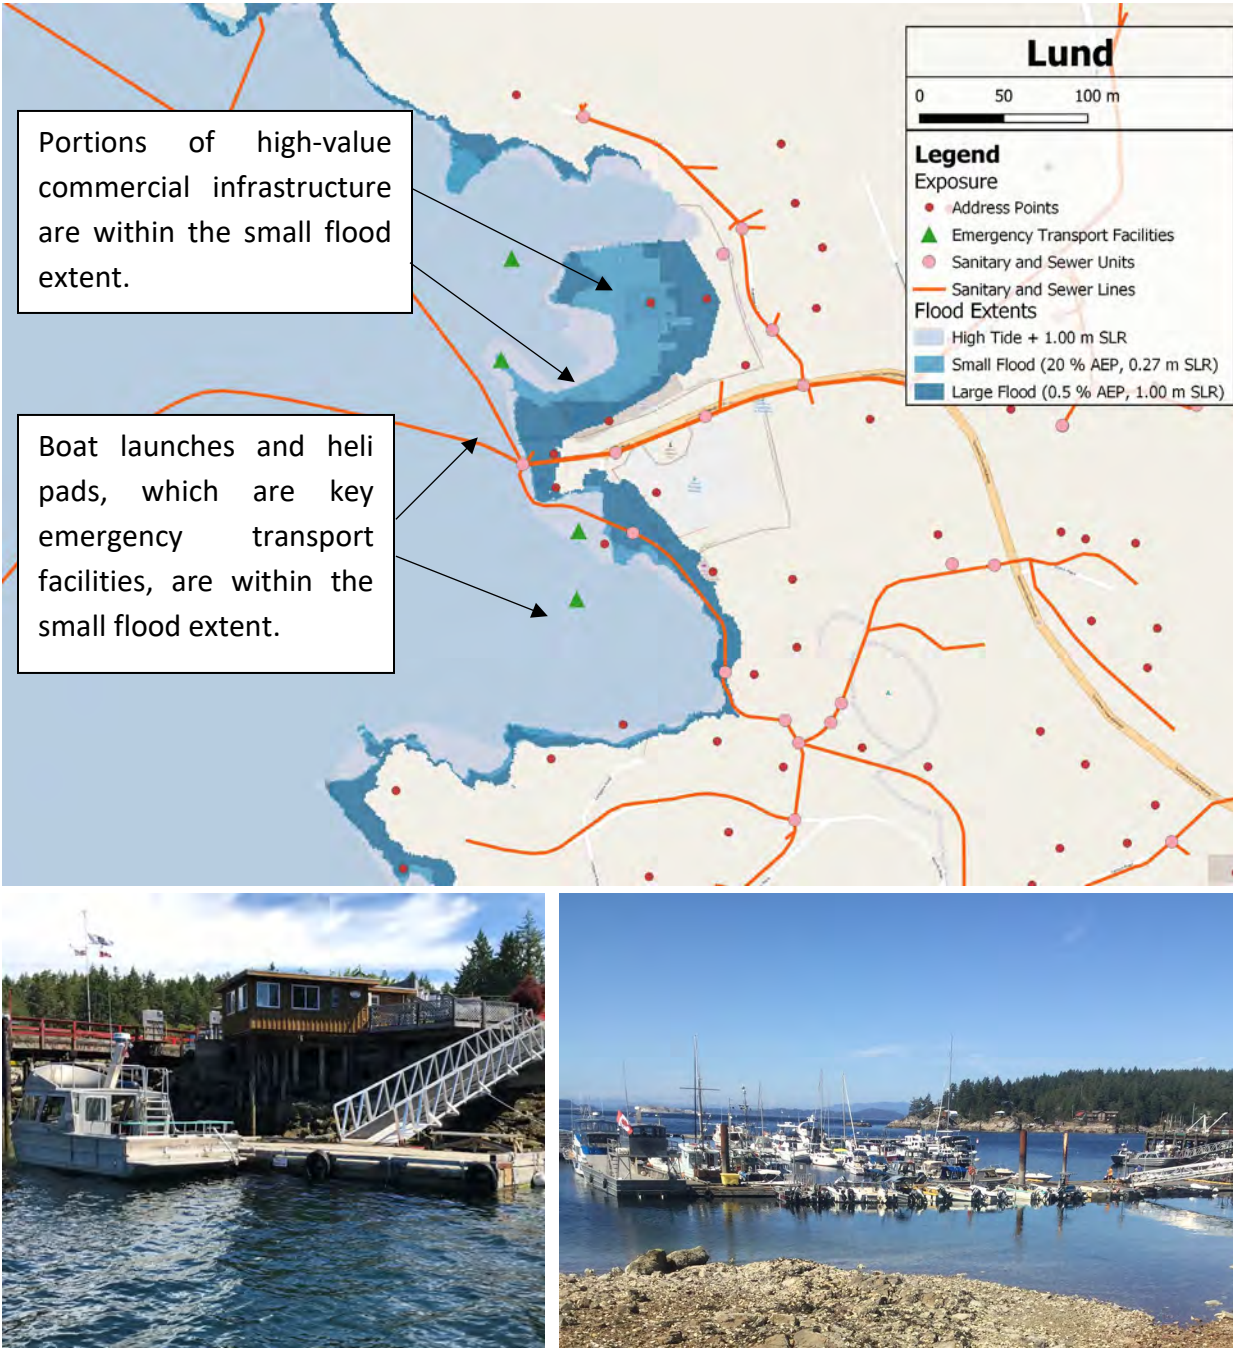 Lund
0 50 100 m
Legend
Exposure
Address Points
Emergency Transport Facilities
Sanitary and Sewer Units
Sanitary and Sewer Lines
Flood Extents
High Tide + 1.00 m SLR
Small Flood (20 % AEP, 0.27 m SLR)
Large Flood (0.5 % AEP, 1.00 m SLR)
Portions of high-value
commercial infrastructure
are within the small flood
extent.
Boat launches and heli
pads, which are key
emergency transport
facilities, are within the
small flood extent.